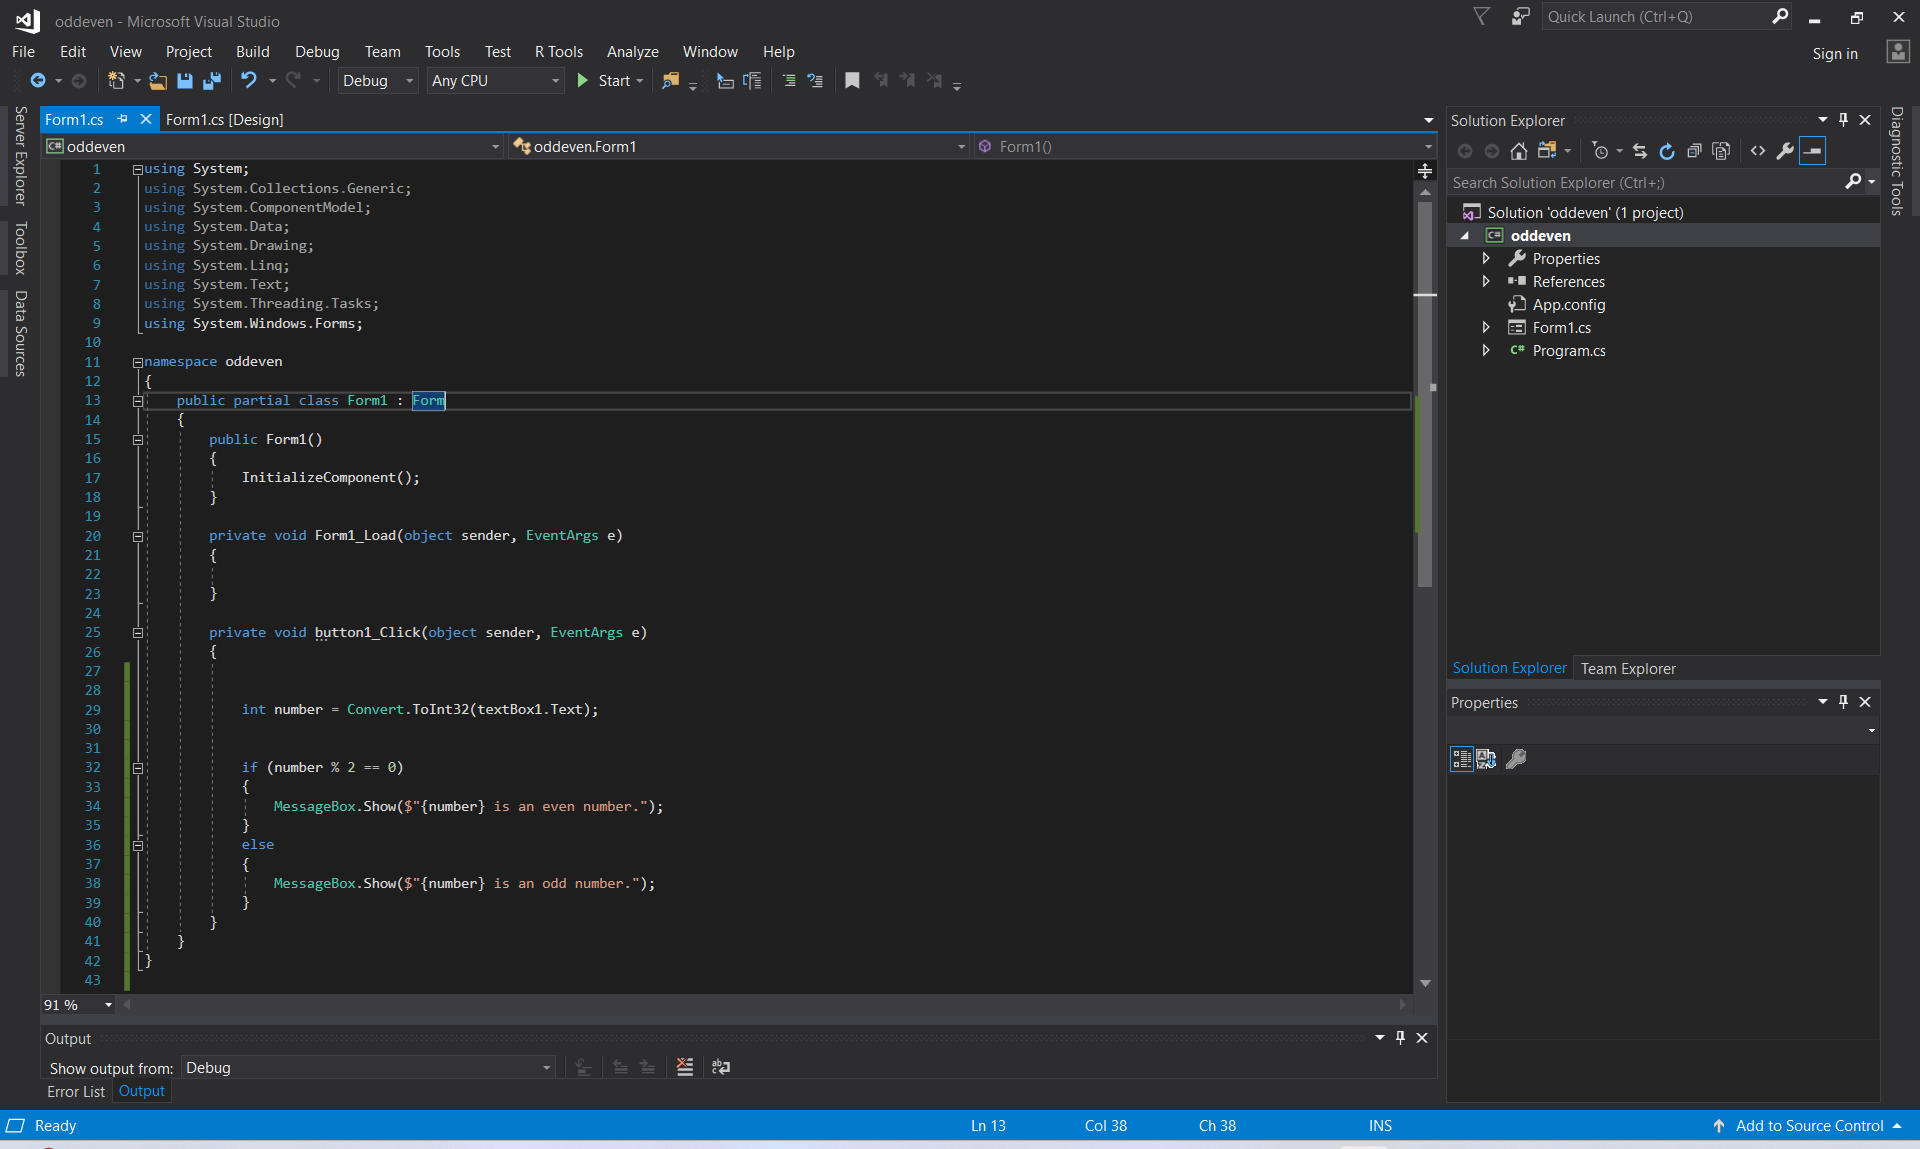 oddeven - Microsoft Visual Studio
Quick Launch (Ctrl+Q)
File Edit View Project Build Debug Team Tools Test R Tools Analyze Window Help
Sign in
Debug Any CPU Start
Server Explorer
Toolbox
Data Sources
Form1.cs Form1.cs [Design]
C# oddeven oddeven.Form1 Form1()
1 using System;
2 using System.Collections.Generic;
3 using System.ComponentModel;
4 using System.Data;
5 using System.Drawing;
6 using System.Linq;
7 using System.Text;
8 using System.Threading.Tasks;
9 using System.Windows.Forms;
10
11 namespace oddeven
12 {
13 public partial class Form1 : Form
14 {
15 public Form1()
16 {
17 InitializeComponent();
18 }
19
20 private void Form1_Load(object sender, EventArgs e)
21 {
22
23 }
24
25 private void button1_Click(object sender, EventArgs e)
26 {
27
28
29 int number = Convert.ToInt32(textBox1.Text);
30
31
32 if (number % 2 == 0)
33 {
34 MessageBox.Show($"{number} is an even number.");
35 }
36 else
37 {
38 MessageBox.Show($"{number} is an odd number.");
39 }
40 }
41 }
42 }
43
91 %
Output
Show output from: Debug
Error List Output
Solution Explorer
Search Solution Explorer (Ctrl+;)
Solution 'oddeven' (1 project)
C# oddeven
Properties
References
App.config
Form1.cs
C# Program.cs
Solution Explorer Team Explorer
Properties
Diagnostic Tools
Ready Ln 13 Col 38 Ch 38 INS Add to Source Control